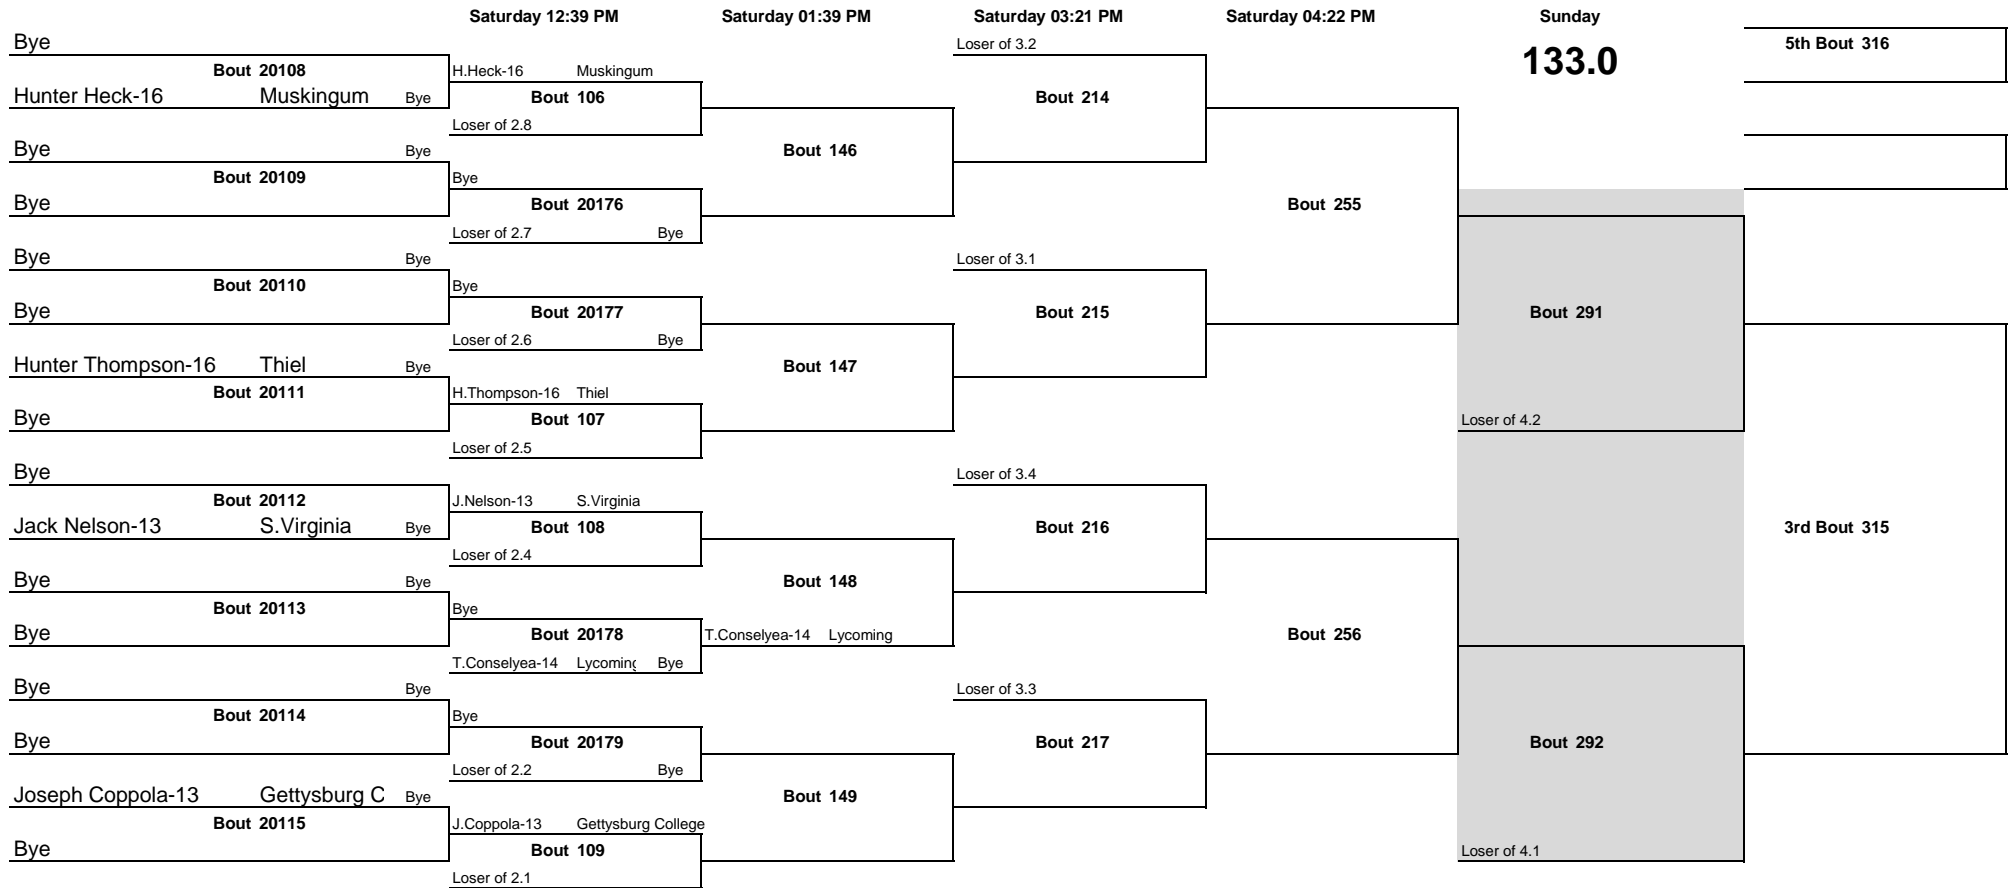 Saturday 12:39 PM Saturday 01:39 PM Saturday 03:21 PM Saturday 04:22 PM Sunday
133.0
Bye
Bout 20108
Hunter Heck-16 Muskingum Bye
Bye Bye
Bout 20109
Bye
Bye Bye
Bout 20110
Bye
Hunter Thompson-16 Thiel Bye
Bout 20111
Bye
Bye
Bout 20112
Jack Nelson-13 S.Virginia Bye
Bye Bye
Bout 20113
Bye
Bye Bye
Bout 20114
Bye
Joseph Coppola-13 Gettysburg C Bye
Bout 20115
Bye
H.Heck-16 Muskingum
Bout 106
Loser of 2.8
Bye
Bout 20176
Loser of 2.7 Bye
Bye
Bout 20177
Loser of 2.6 Bye
H.Thompson-16 Thiel
Bout 107
Loser of 2.5
J.Nelson-13 S.Virginia
Bout 108
Loser of 2.4
Bye
Bout 20178
T.Conselyea-14 Lycoming Bye
Bye
Bout 20179
Loser of 2.2 Bye
J.Coppola-13 Gettysburg College
Bout 109
Loser of 2.1
Bout 146
Bout 147
Bout 148
T.Conselyea-14 Lycoming
Bout 149
Loser of 3.2
Bout 214
Loser of 3.1
Bout 215
Loser of 3.4
Bout 216
Loser of 3.3
Bout 217
Bout 255
Bout 256
Bout 291
Loser of 4.2
Bout 292
Loser of 4.1
5th Bout 316
3rd Bout 315